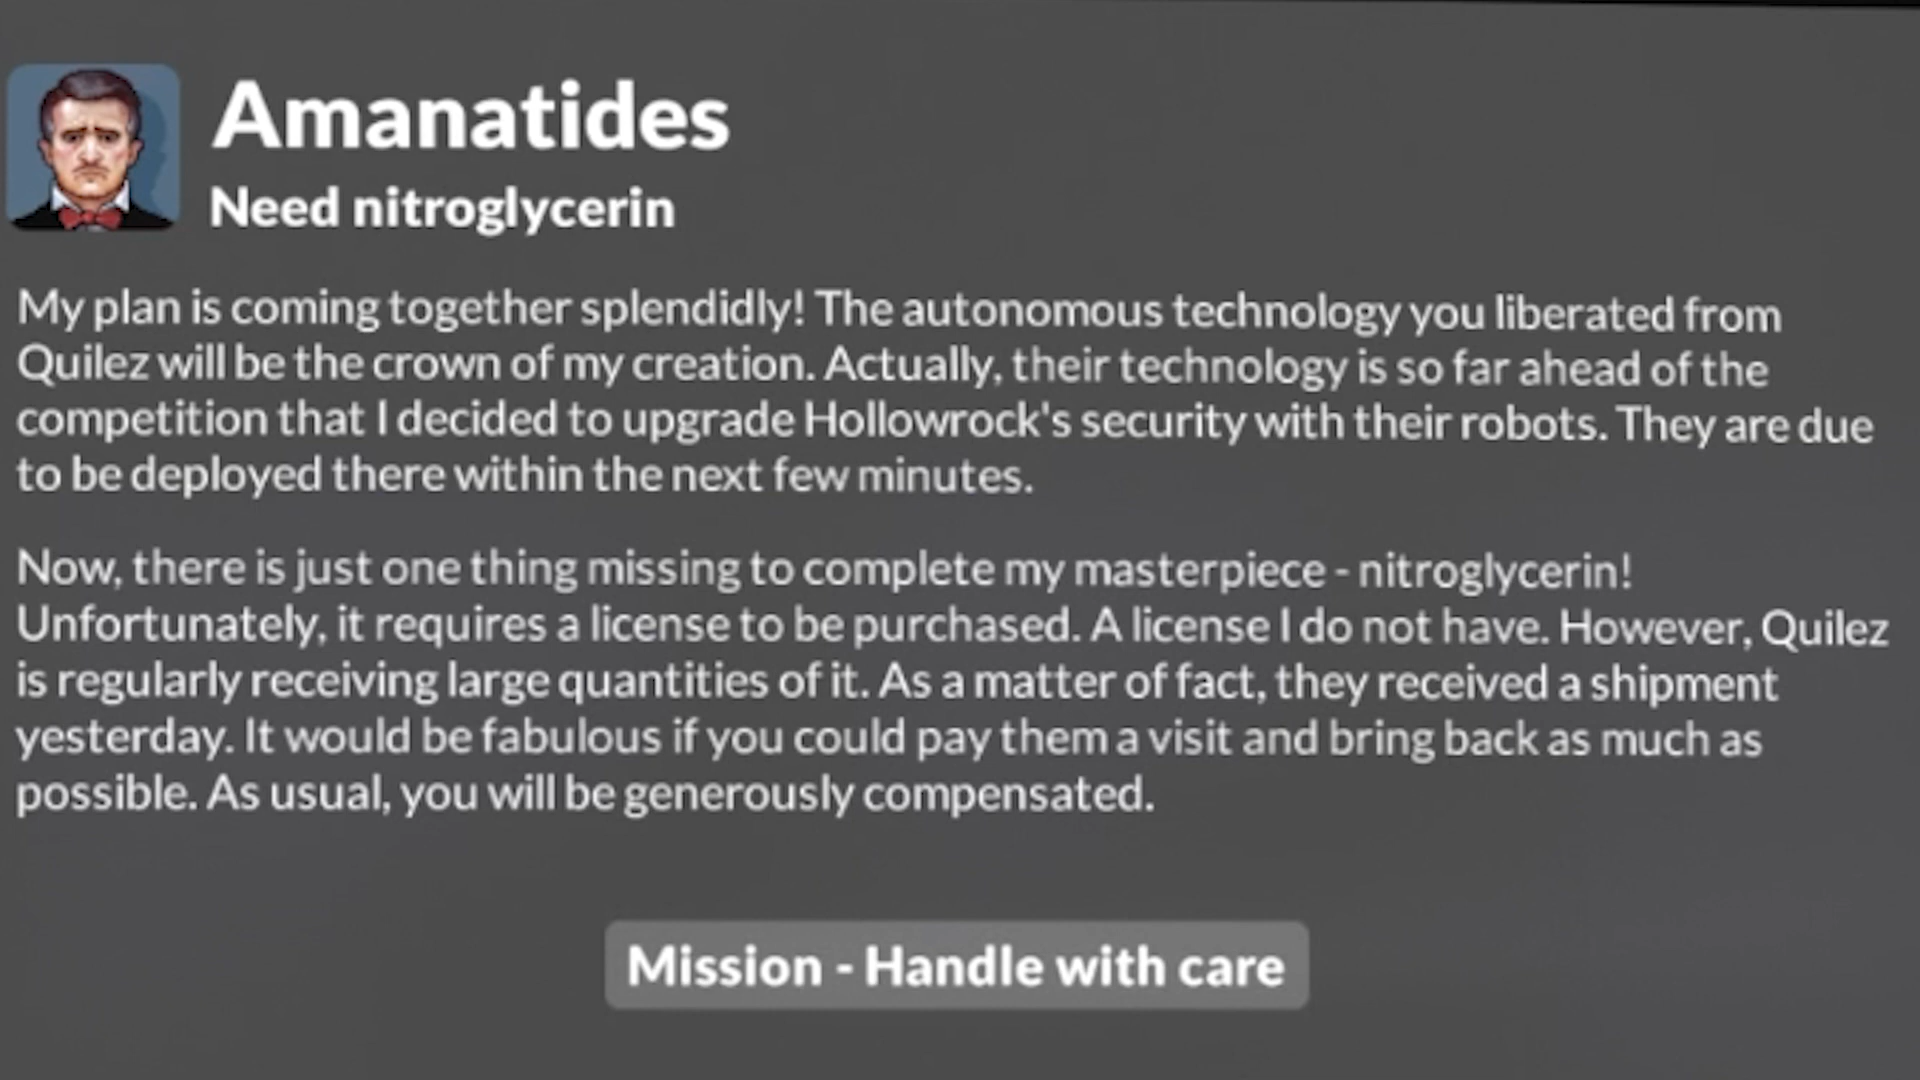 Amanatides
Need nitroglycerin
My plan is coming together splendidly! The autonomous technology you liberated from
Quilez will be the crown of my creation. Actually, their technology is so far ahead of the
competition that I decided to upgrade Hollowrock's security with their robots. They are due
to be deployed there within the next few minutes.
Now, there is just one thing missing to complete my masterpiece - nitroglycerin!
Unfortunately, it requires a license to be purchased. A license I do not have. However, Quilez
is regularly receiving large quantities of it. As a matter of fact, they received a shipment
yesterday. It would be fabulous if you could pay them a visit and bring back as much as
possible. As usual, you will be generously compensated.
Mission - Handle with care